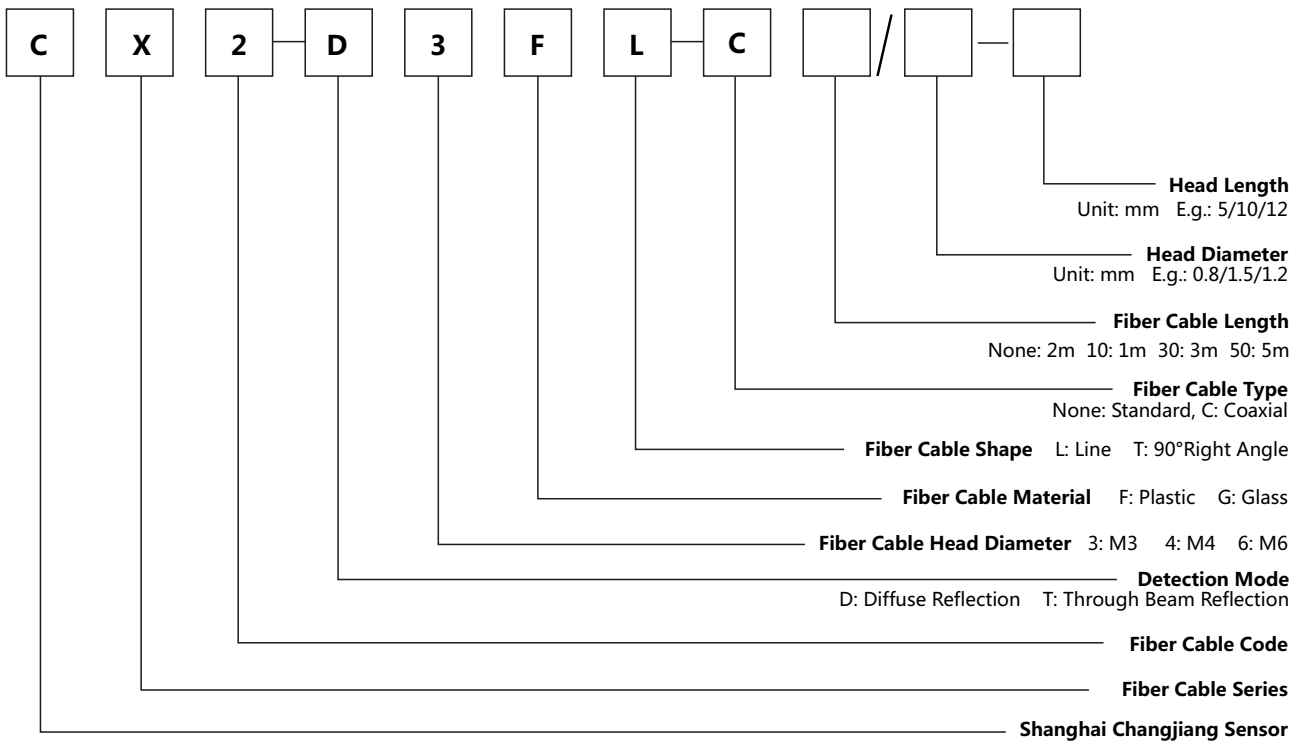 C X 2 — D 3 F L — C / —
Head Length
Unit: mm E.g.: 5/10/12
Head Diameter
Unit: mm E.g.: 0.8/1.5/1.2
Fiber Cable Length
None: 2m 10: 1m 30: 3m 50: 5m
Fiber Cable Type
None: Standard, C: Coaxial
Fiber Cable Shape L: Line T: 90°Right Angle
Fiber Cable Material F: Plastic G: Glass
Fiber Cable Head Diameter 3: M3 4: M4 6: M6
Detection Mode
D: Diffuse Reflection T: Through Beam Reflection
Fiber Cable Code
Fiber Cable Series
Shanghai Changjiang Sensor